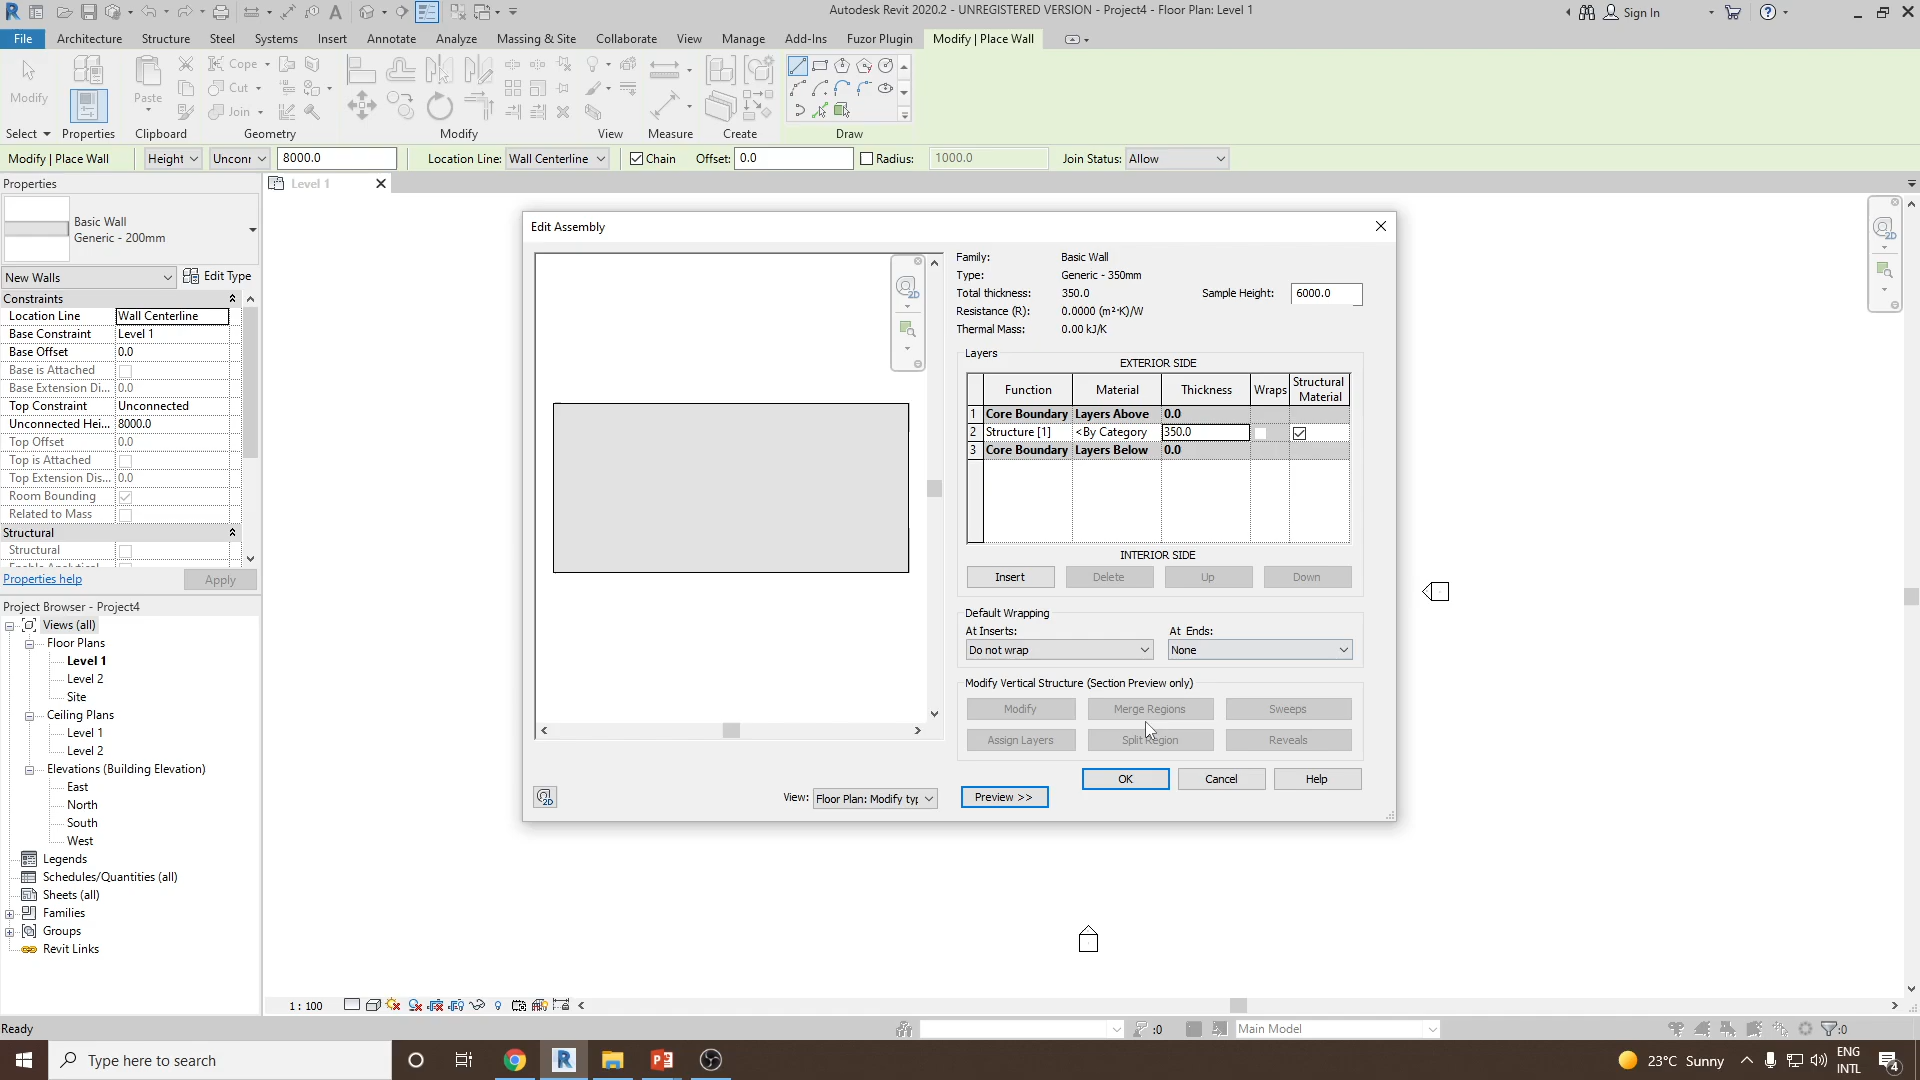 Autodesk Revit 2020.2 - UNREGISTERED VERSION - Project4 - Floor Plan: Level 1
Sign In
File Architecture Structure Steel Systems Insert Annotate Analyze Massing & Site Collaborate View Manage Add-Ins Fuzor Plugin Modify | Place Wall
Modify Paste Cope Cut Join
Select Properties Clipboard Geometry Modify View Measure Create Draw
Modify | Place Wall Height 8000.0 Location Line: Wall Centerline Chain Offset: 0.0 Radius: 1000.0 Join Status: Allow
Properties
Level 1
Basic Wall
Generic - 200mm
New Walls Edit Type
Constraints
Location Line Wall Centerline
Base Constraint Level 1
Base Offset 0.0
Base is Attached
Base Extension Di... 0.0
Top Constraint Unconnected
Unconnected Hei... 8000.0
Top Offset 0.0
Top is Attached
Top Extension Dis... 0.0
Room Bounding
Related to Mass
Structural
Structural
Properties help Apply
Project Browser - Project4
Views (all)
Floor Plans
Level 1
Level 2
Site
Ceiling Plans
Level 1
Level 2
Elevations (Building Elevation)
East
North
South
West
Legends
Schedules/Quantities (all)
Sheets (all)
Families
Groups
Revit Links
Edit Assembly
Family: Basic Wall
Type: Generic - 350mm
Total thickness: 350.0 Sample Height: 6000.0
Resistance (R): 0.0000 (m²·K)/W
Thermal Mass: 0.00 kJ/K
Layers
EXTERIOR SIDE
Function Material Thickness Wraps Structural Material
1 Core Boundary Layers Above 0.0
2 Structure [1] <By Category 350.0
3 Core Boundary Layers Below 0.0
INTERIOR SIDE
Insert Delete Up Down
Default Wrapping
At Inserts: At Ends:
Do not wrap None
Modify Vertical Structure (Section Preview only)
Modify Merge Regions Sweeps
Assign Layers Split Region Reveals
OK Cancel Help
View: Floor Plan: Modify Preview >>
1 : 100
Ready :0 Main Model :0
Type here to search
23°C Sunny
ENG
INTL
4